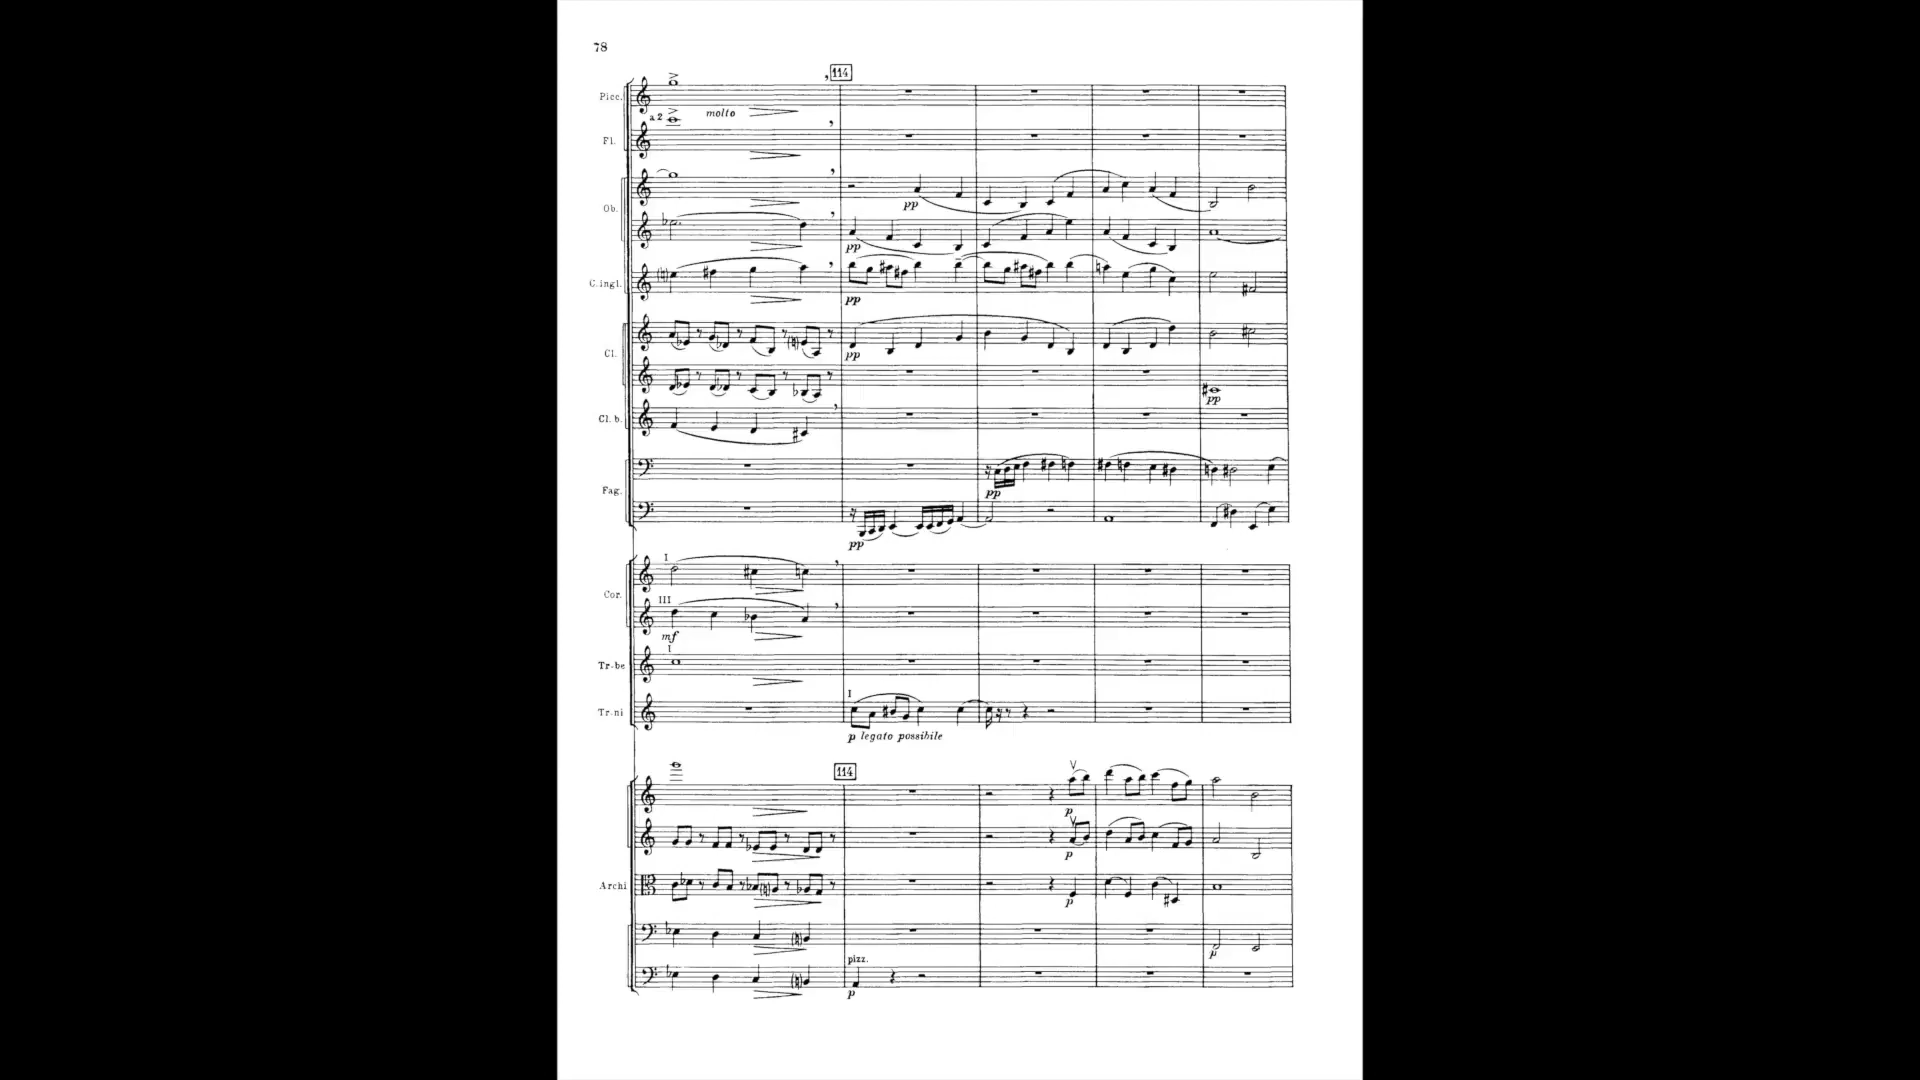 78
114
Picc.
molto
a 2
Fl.
pp
Ob.
pp
C.ingl.
pp
Cl.
pp
pp
Cl. b.
pp
Fag.
pp
I
Cor.
III
mf
I
Tr-be
I
Tr-ni
p legato possibile
114
p
p
Archi
p
p
pizz.
p